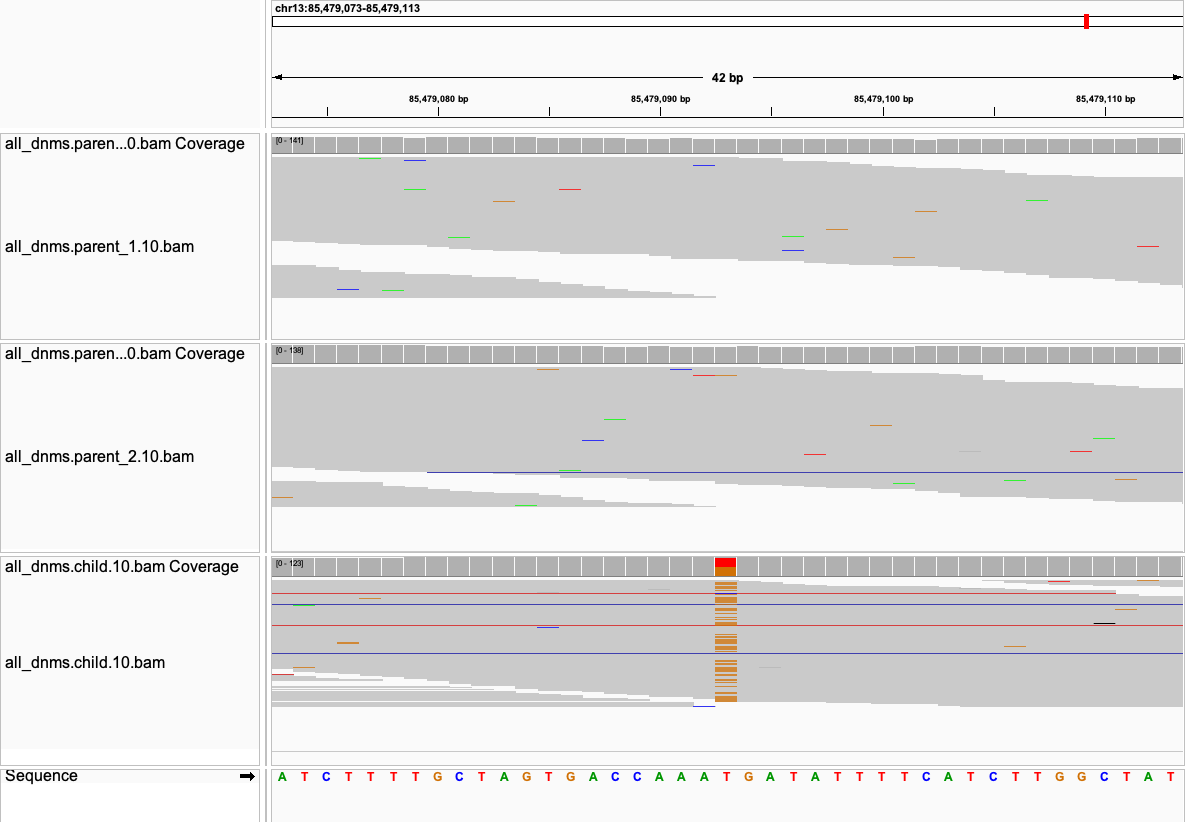 chr13:85,479,073-85,479,113
42 bp
85,479,080 bp 85,479,090 bp 85,479,100 bp 85,479,110 bp
all_dnms.paren...0.bam Coverage
[0 - 141]
all_dnms.parent_1.10.bam
all_dnms.paren...0.bam Coverage
[0 - 138]
all_dnms.parent_2.10.bam
all_dnms.child.10.bam Coverage
[0 - 123]
all_dnms.child.10.bam
Sequence A T C T T T T G C T A G T G A C C A A A T G A T A T T T T C A T C T T G G C T A T